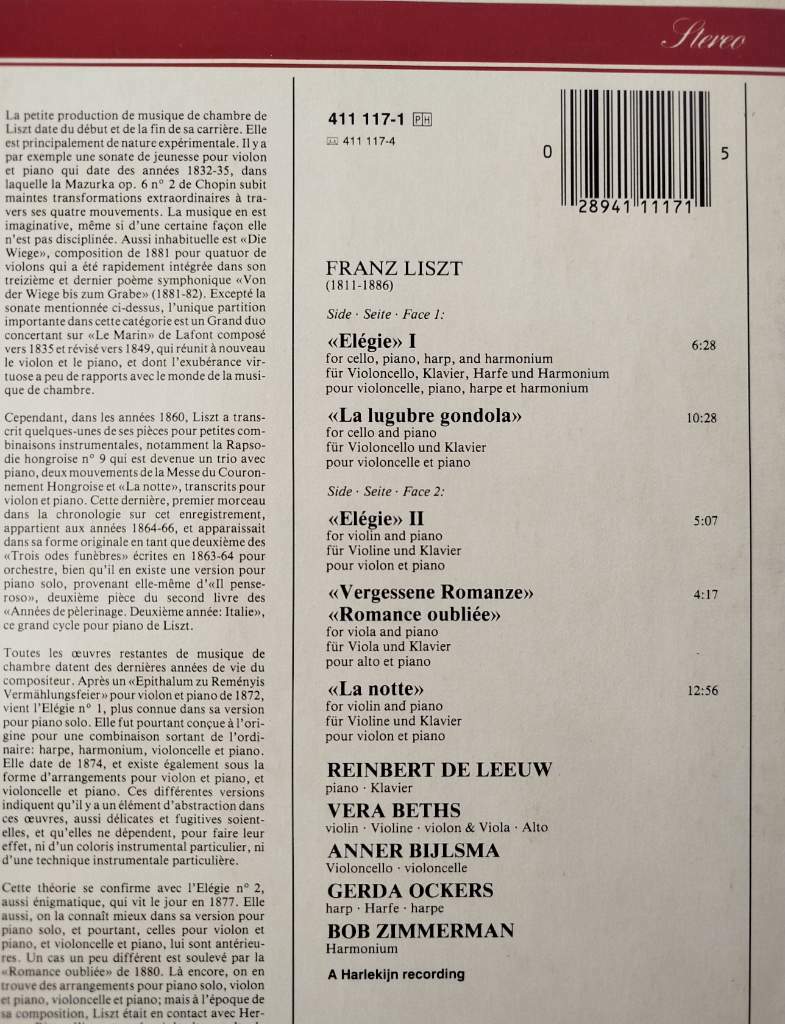 Stereo
La petite production de musique de chambre de
Liszt date du début et de la fin de sa carrière. Elle
est principalement de nature expérimentale. Il y a
par exemple une sonate de jeunesse pour violon
et piano qui date des années 1832-35, dans
laquelle la Mazurka op. 6 n° 2 de Chopin subit
maintes transformations extraordinaires à tra-
vers ses quatre mouvements. La musique en est
imaginative, même si d'une certaine façon elle
n'est pas disciplinée. Aussi inhabituelle est «Die
Wiege», composition de 1881 pour quatuor de
violons qui a été rapidement intégrée dans son
treizième et dernier poème symphonique «Von
der Wiege bis zum Grabe» (1881-82). Excepté la
sonate mentionnée ci-dessus, l'unique partition
importante dans cette catégorie est un Grand duo
concertant sur «Le Marin» de Lafont composé
vers 1835 et révisé vers 1849, qui réunit à nouveau
le violon et le piano, et dont l'exubérance vir-
tuose a peu de rapports avec le monde de la musi-
que de chambre.
Cependant, dans les années 1860, Liszt a trans-
crit quelques-unes de ses pièces pour petites com-
binaisons instrumentales, notamment la Rapso-
die hongroise n° 9 qui est devenue un trio avec
piano, deux mouvements de la Messe du Couron-
nement Hongroise et «La notte», transcrits pour
violon et piano. Cette dernière, premier morceau
dans la chronologie sur cet enregistrement,
appartient aux années 1864-66, et apparaissait
dans sa forme originale en tant que deuxième des
«Trois odes funèbres» écrites en 1863-64 pour
orchestre, bien qu'il en existe une version pour
piano solo, provenant elle-même d'«Il pense-
roso», deuxième pièce du second livre des
«Années de pèlerinage. Deuxième année: Italie»,
ce grand cycle pour piano de Liszt.
Toutes les œuvres restantes de musique de
chambre datent des dernières années de vie du
compositeur. Après un «Epithalum zu Reményis
Vermählungsfeier» pour violon et piano de 1872,
vient l'Elégie n° 1, plus connue dans sa version
pour piano solo. Elle fut pourtant conçue à l'ori-
gine pour une combinaison sortant de l'ordi-
naire: harpe, harmonium, violoncelle et piano.
Elle date de 1874, et existe également sous la
forme d'arrangements pour violon et piano, et
violoncelle et piano. Ces différentes versions
indiquent qu'il y a un élément d'abstraction dans
ces œuvres, aussi délicates et fugitives soient-
elles, et qu'elles ne dépendent, pour faire leur
effet, ni d'un coloris instrumental particulier, ni
d'une technique instrumentale particulière.
Cette théorie se confirme avec l'Elégie n° 2,
aussi énigmatique, qui vit le jour en 1877. Elle
aussi, on la connaît mieux dans sa version pour
piano solo, et pourtant, celles pour violon et
piano, et violoncelle et piano, lui sont antérieu-
res. Un cas un peu différent est soulevé par la
«Romance oubliée» de 1880. Là encore, on en
trouve des arrangements pour piano solo, violon
et piano, violoncelle et piano; mais à l'époque de
sa composition, Liszt était en contact avec Her-
411 117-1 PH
411 117-4
0 28941 11171 5
FRANZ LISZT
(1811-1886)
Side · Seite · Face 1:
«Elégie» I 6:28
for cello, piano, harp, and harmonium
für Violoncello, Klavier, Harfe und Harmonium
pour violoncelle, piano, harpe et harmonium
«La lugubre gondola» 10:28
for cello and piano
für Violoncello und Klavier
pour violoncelle et piano
Side · Seite · Face 2:
«Elégie» II 5:07
for violin and piano
für Violine und Klavier
pour violon et piano
«Vergessene Romanze» 4:17
«Romance oubliée»
for viola and piano
für Viola und Klavier
pour alto et piano
«La notte» 12:56
for violin and piano
für Violine und Klavier
pour violon et piano
REINBERT DE LEEUW
piano · Klavier
VERA BETHS
violin · Violine · violon & Viola · Alto
ANNER BIJLSMA
Violoncello · violoncelle
GERDA OCKERS
harp · Harfe · harpe
BOB ZIMMERMAN
Harmonium
A Harlekijn recording